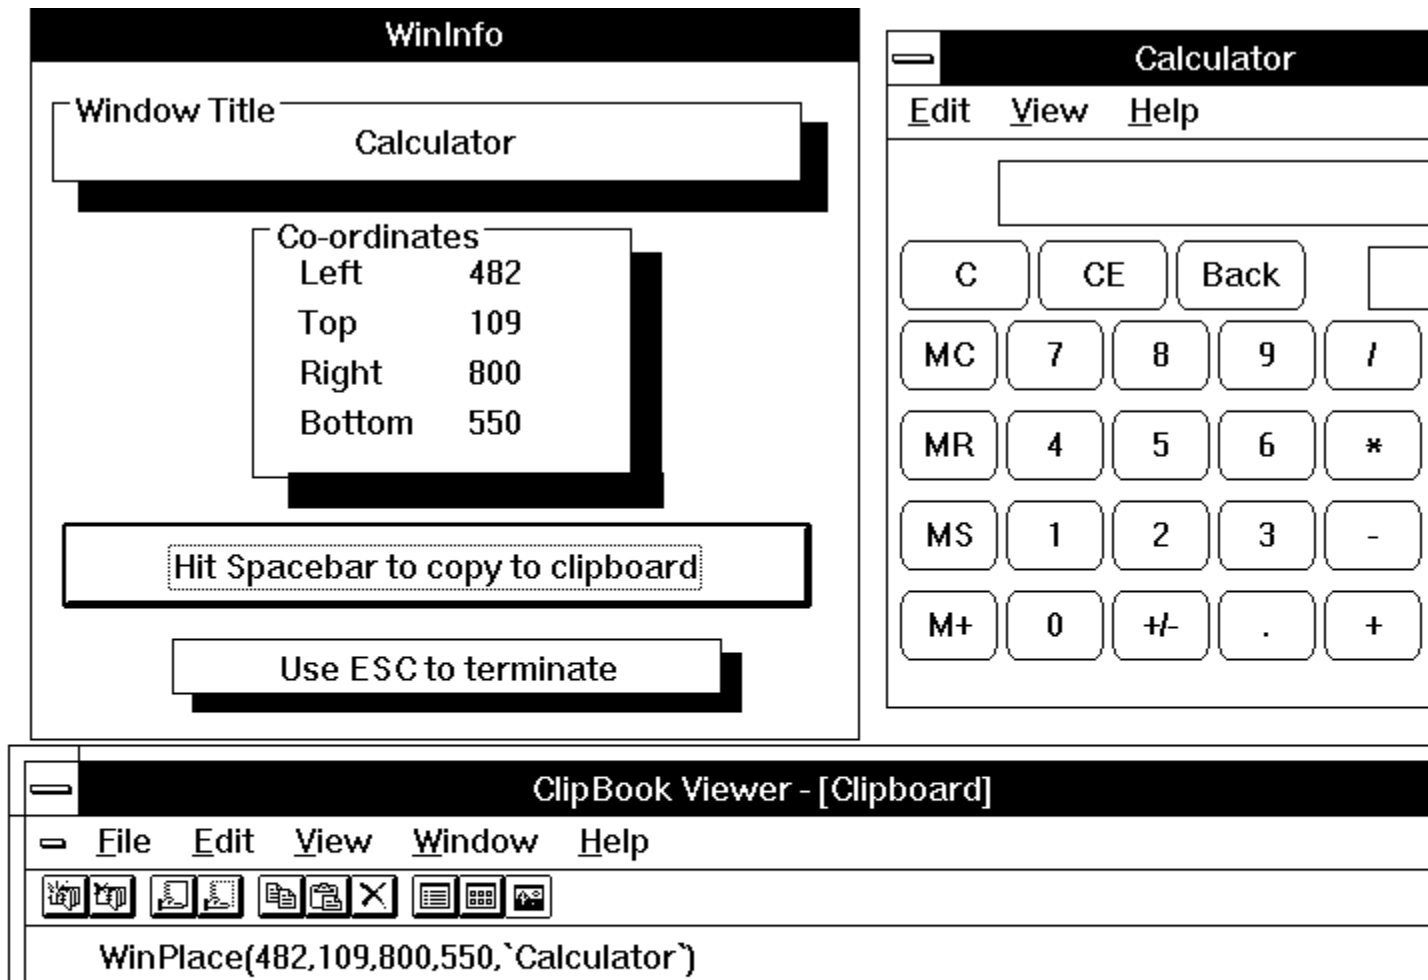 WinInfo
Window Title
Calculator
Co-ordinates
Left 482
Top 109
Right 800
Bottom 550
Hit Spacebar to copy to clipboard
Use ESC to terminate
Calculator
Edit View Help
C CE Back
MC 7 8 9 /
MR 4 5 6 *
MS 1 2 3 -
M+ 0 +/- . +
ClipBook Viewer - [Clipboard]
File Edit View Window Help
WinPlace(482,109,800,550,`Calculator`)